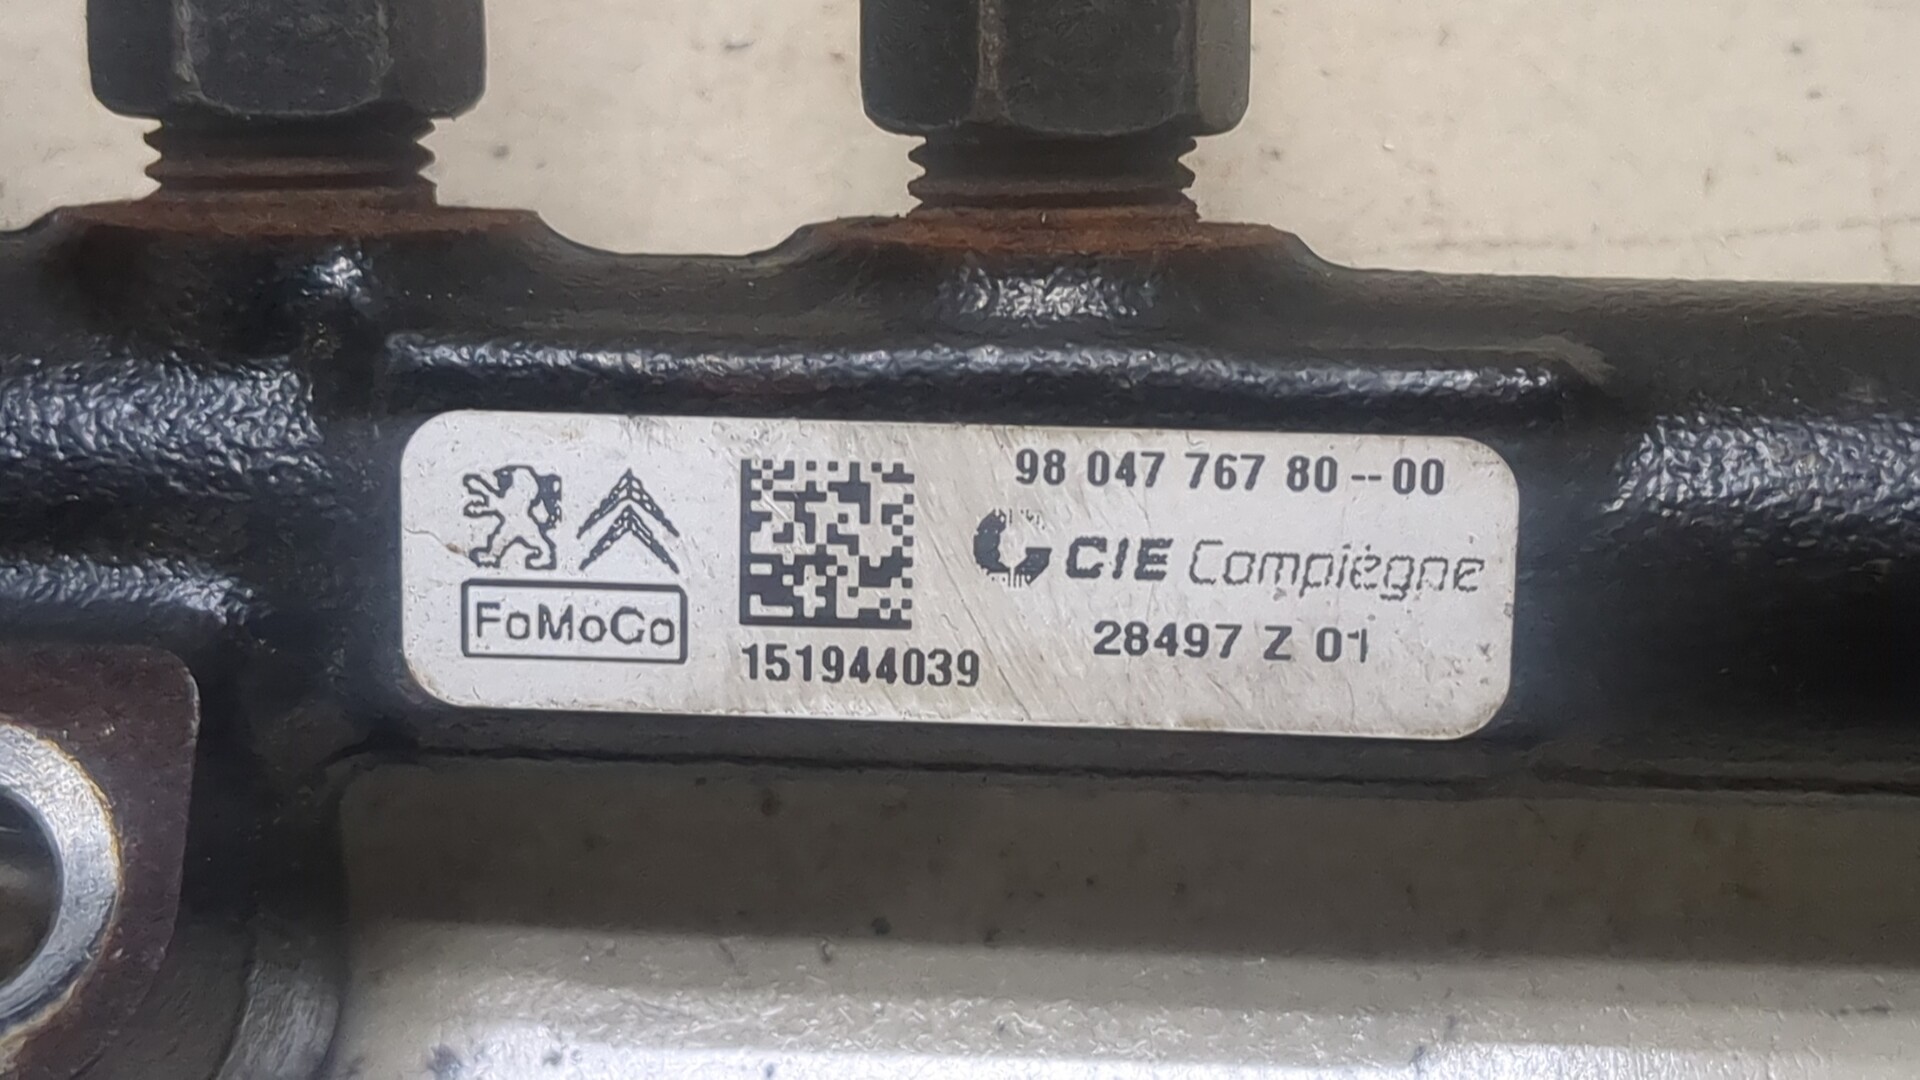 FoMoCo
151944039
98 047 767 80--00
CIE Compiègne
28497 Z 01